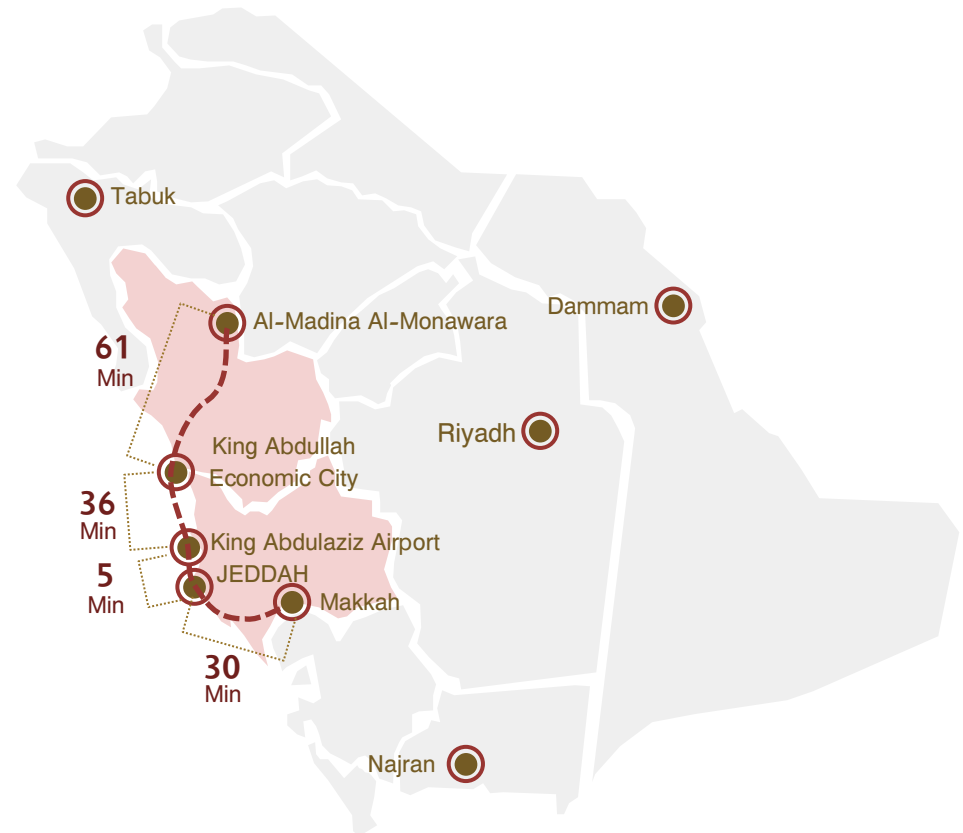 Tabuk
Dammam
Al-Madina Al-Monawara
61
Min
Riyadh
King Abdullah
Economic City
36
Min
King Abdulaziz Airport
5
Min
JEDDAH
Makkah
30
Min
Najran